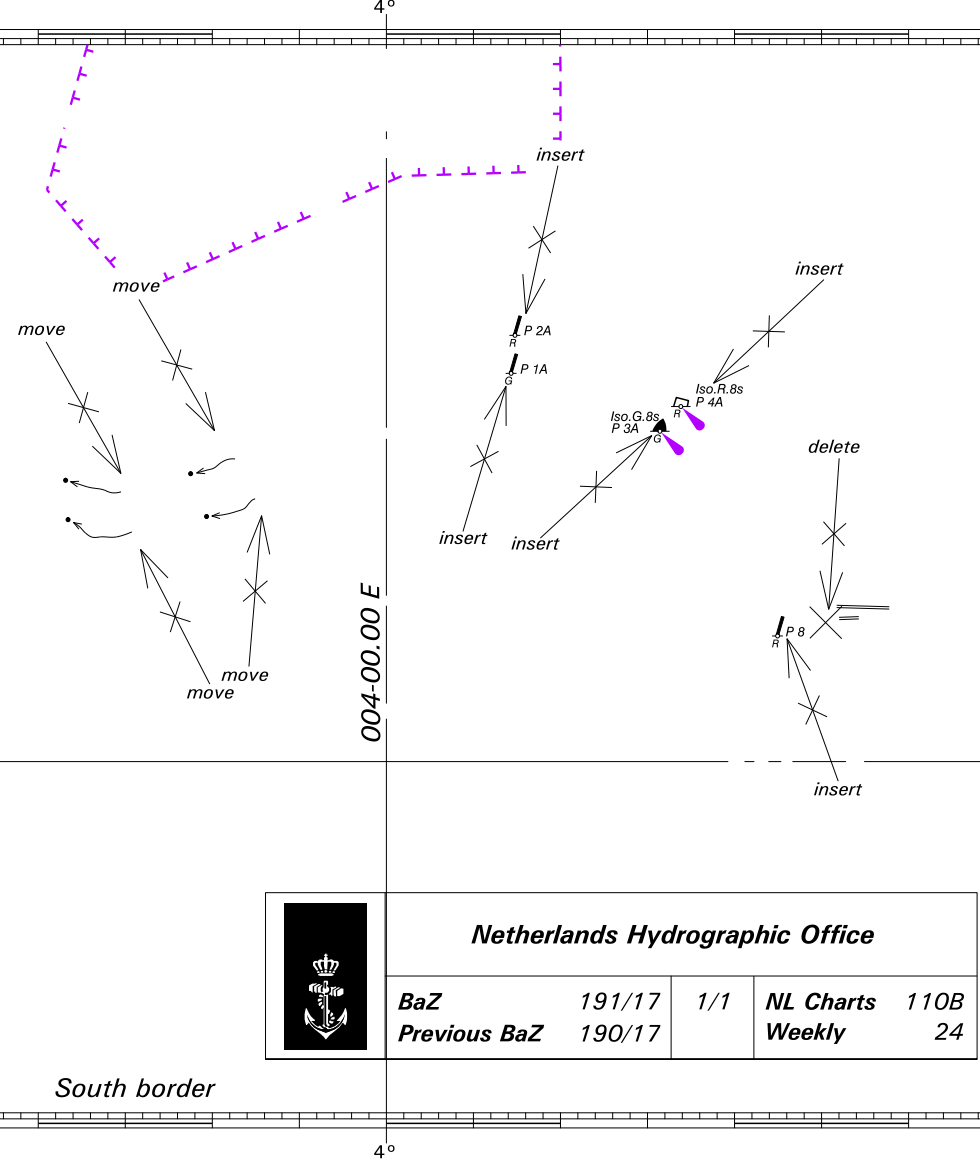 4°
insert
insert
move
move
P 2A
R
P 1A
G
Iso.R.8s
P 4A
R
Iso.G.8s
P 3A
G
delete
insert
insert
004-00.00 E
P 8
R
move
move
insert
Netherlands Hydrographic Office
BaZ 191/17 1/1 NL Charts 110B
Previous BaZ 190/17 Weekly 24
South border
4°